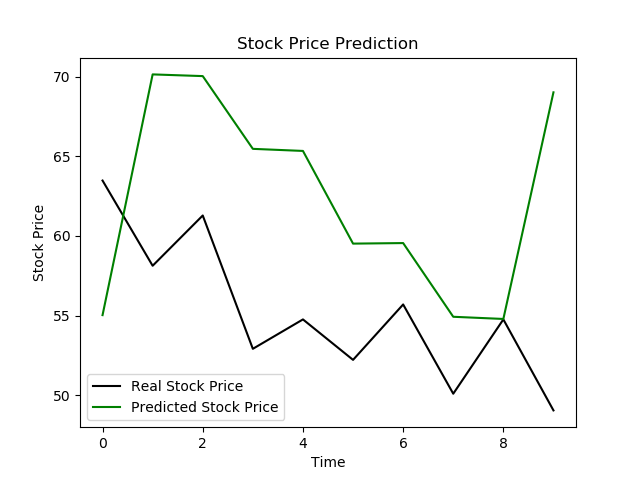 Stock Price Prediction
70
65
60
55
50
Stock Price
Real Stock Price
Predicted Stock Price
0 2 4 6 8
Time